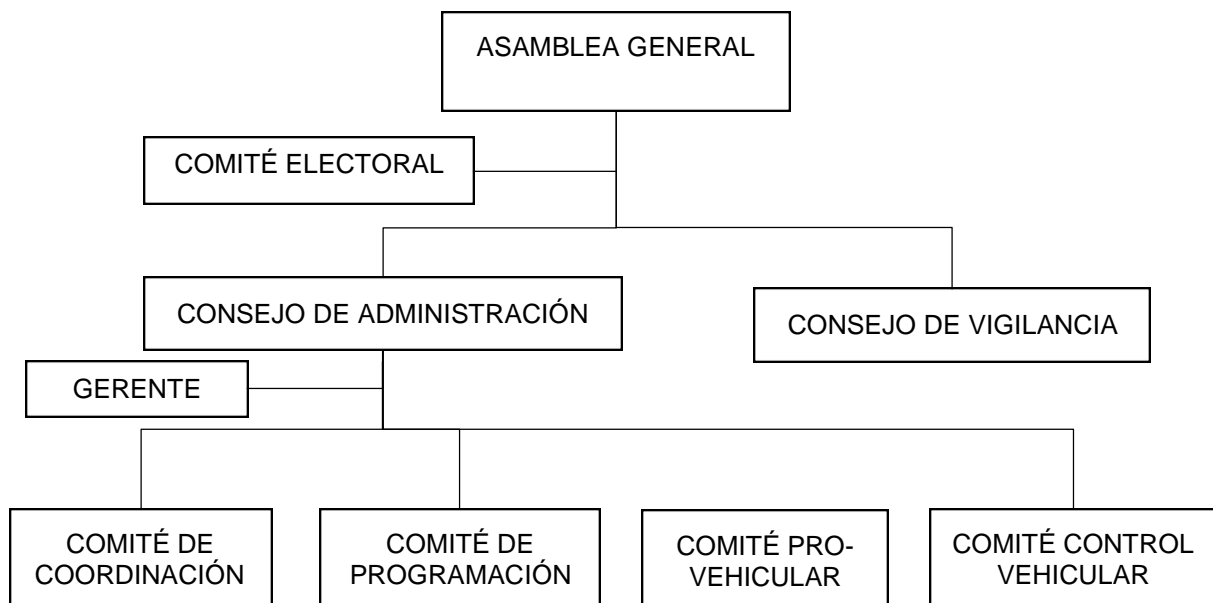 ASAMBLEA GENERAL
COMITÉ ELECTORAL
CONSEJO DE ADMINISTRACIÓN
CONSEJO DE VIGILANCIA
GERENTE
COMITÉ DE
COORDINACIÓN
COMITÉ DE
PROGRAMACIÓN
COMITÉ PRO-
VEHICULAR
COMITÉ CONTROL
VEHICULAR